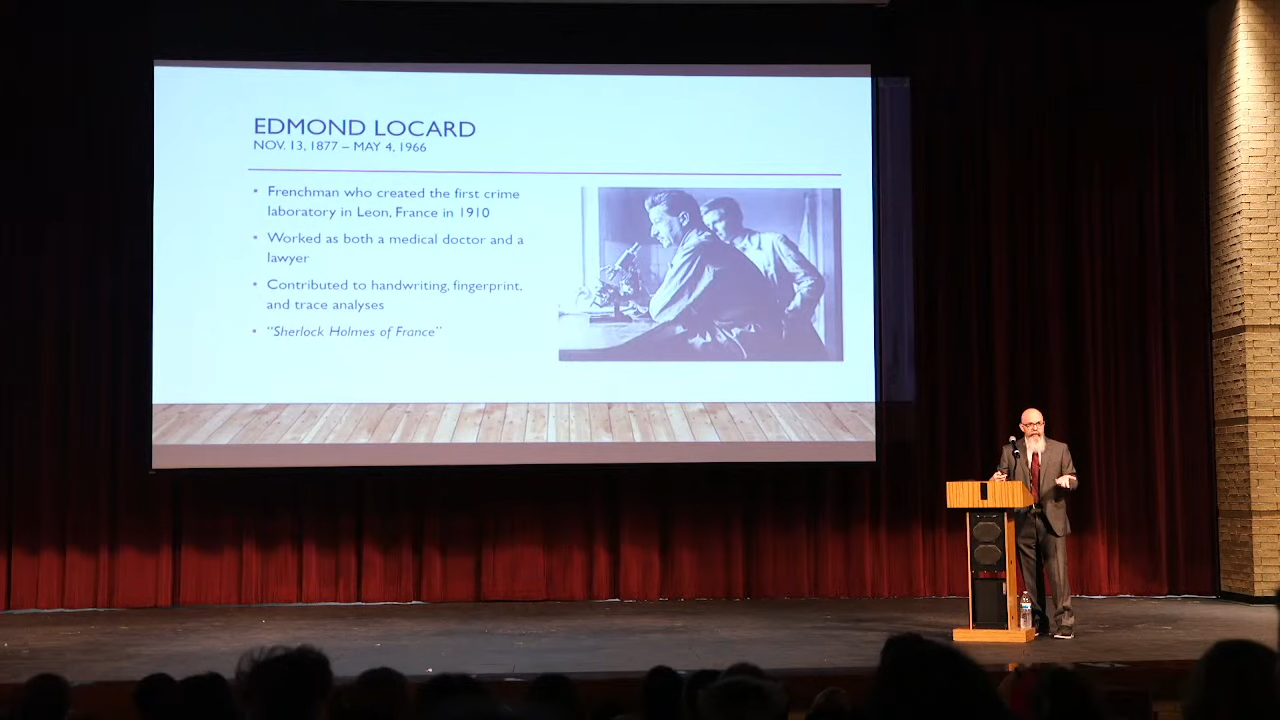 EDMOND LOCARD
NOV. 13, 1877 – MAY 4, 1966
• Frenchman who created the first crime
laboratory in Leon, France in 1910
• Worked as both a medical doctor and a
lawyer
• Contributed to handwriting, fingerprint,
and trace analyses
• "Sherlock Holmes of France"